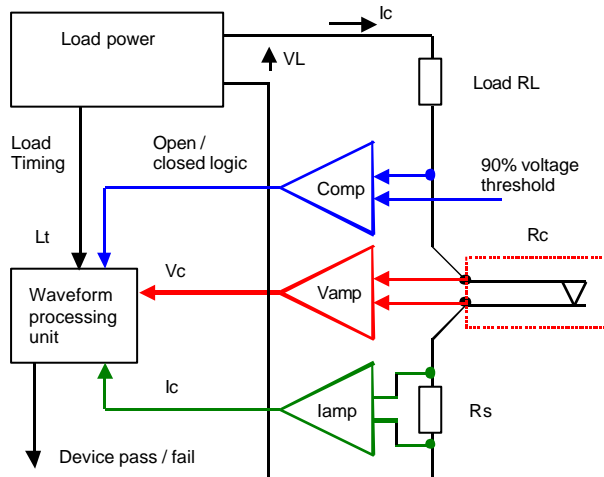 Ic
Load power
VL
Load RL
Load
Timing
Open /
closed logic
Comp
90% voltage
threshold
Lt
Vc
Vamp
Rc
Waveform
processing
unit
Ic
Iamp
Rs
Device pass / fail